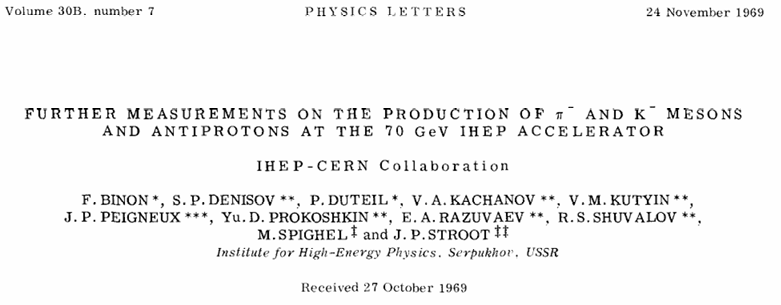 Volume 30B. number 7 PHYSICS LETTERS 24 November 1969
FURTHER MEASUREMENTS ON THE PRODUCTION OF π⁻ AND K⁻ MESONS
AND ANTIPROTONS AT THE 70 GeV IHEP ACCELERATOR
IHEP-CERN Collaboration
F. BINON *, S. P. DENISOV **, P. DUTEIL *, V. A. KACHANOV **, V. M. KUTYIN **,
J. P. PEIGNEUX ***, Yu. D. PROKOSHKIN **, E. A. RAZUVAEV **, R. S. SHUVALOV **,
M. SPIGHEL ‡ and J. P. STROOT ‡‡
Institute for High-Energy Physics, Serpukhov, USSR
Received 27 October 1969